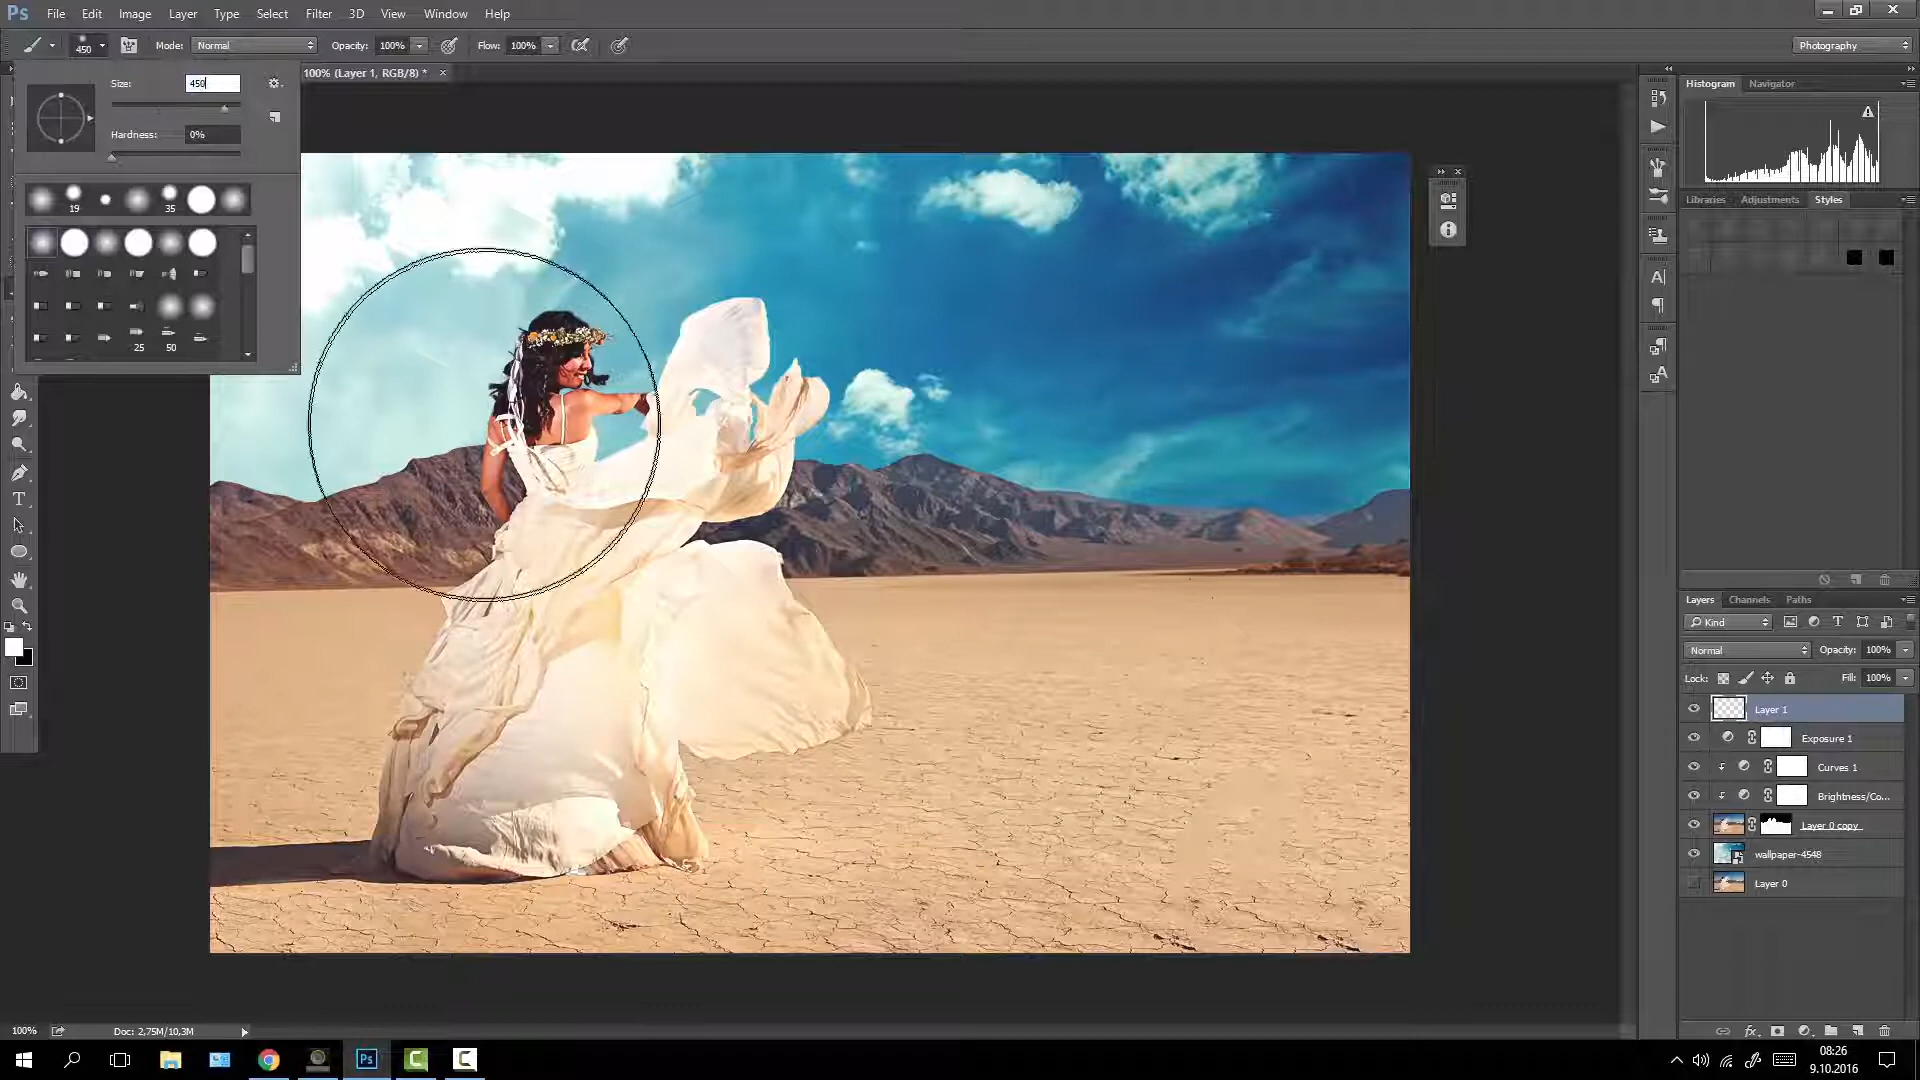 Ps File Edit Image Layer Type Select Filter 3D View Window Help
450 Mode: Normal Opacity: 100% Flow: 100% Photography
100% (Layer 1, RGB/8) * ×
Size: 450
Hardness: 0%
19 35
25 50
Histogram Navigator
Libraries Adjustments Styles
Layers Channels Paths
Kind
Normal Opacity: 100%
Lock: Fill: 100%
Layer 1
Exposure 1
Curves 1
Brightness/Co...
Layer 0 copy
wallpaper-4548
Layer 0
100% Doc: 2,75M/10,3M
08:26
9.10.2016